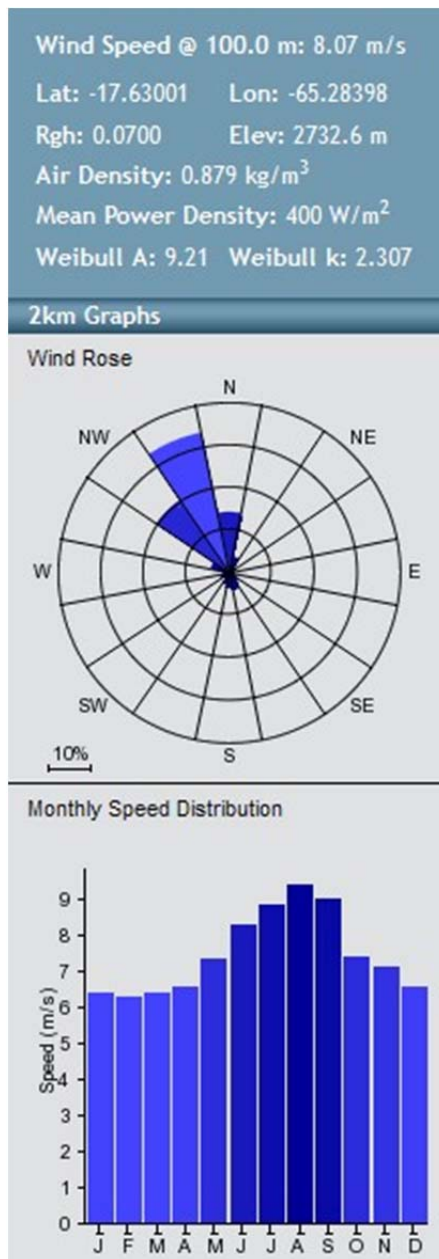 Wind Speed @ 100.0 m: 8.07 m/s
Lat: -17.63001 Lon: -65.28398
Rgh: 0.0700 Elev: 2732.6 m
Air Density: 0.879 kg/m³
Mean Power Density: 400 W/m²
Weibull A: 9.21 Weibull k: 2.307
2km Graphs
Wind Rose
N
NW NE
W E
SW SE
S
10%
Monthly Speed Distribution
Speed (m/s)
9
8
7
6
5
4
3
2
1
0
J F M A M J J A S O N D